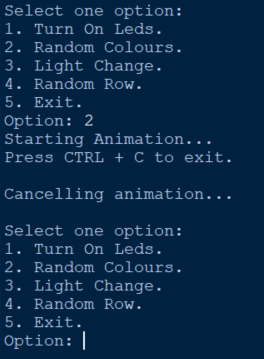 Select one option:
1. Turn On Leds.
2. Random Colours.
3. Light Change.
4. Random Row.
5. Exit.
Option: 2
Starting Animation...
Press CTRL + C to exit.
Cancelling animation...
Select one option:
1. Turn On Leds.
2. Random Colours.
3. Light Change.
4. Random Row.
5. Exit.
Option: